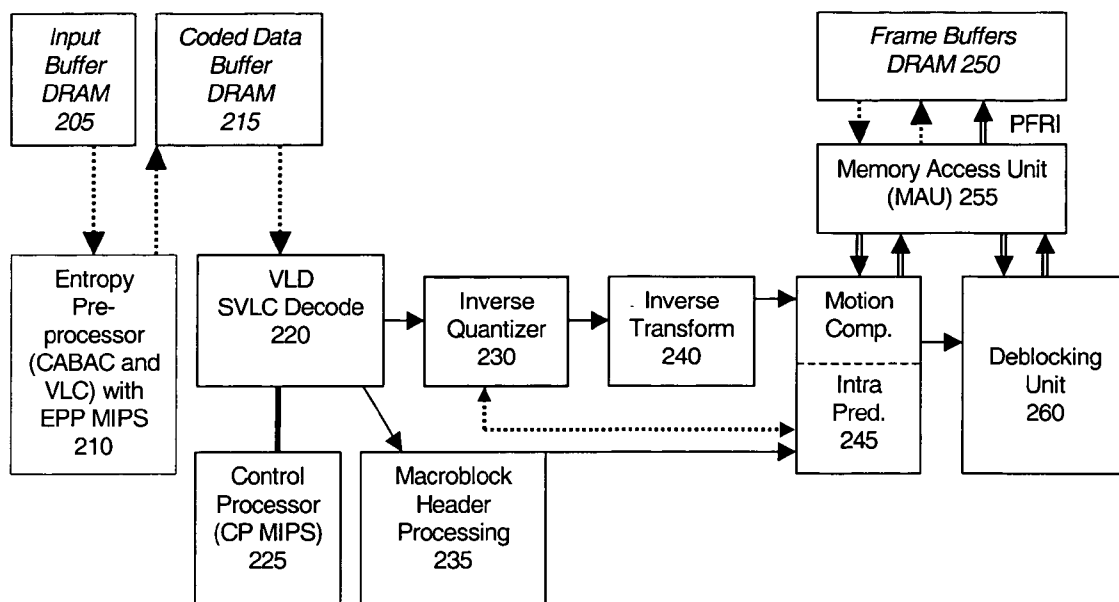 Input
Buffer
DRAM
205
Coded Data
Buffer
DRAM
215
Frame Buffers
DRAM 250
PFRI
Memory Access Unit
(MAU) 255
Entropy
Pre-
processor
(CABAC and
VLC) with
EPP MIPS
210
VLD
SVLC Decode
220
Inverse
Quantizer
230
Inverse
Transform
240
Motion
Comp.
Intra
Pred.
245
Deblocking
Unit
260
Control
Processor
(CP MIPS)
225
Macroblock
Header
Processing
235